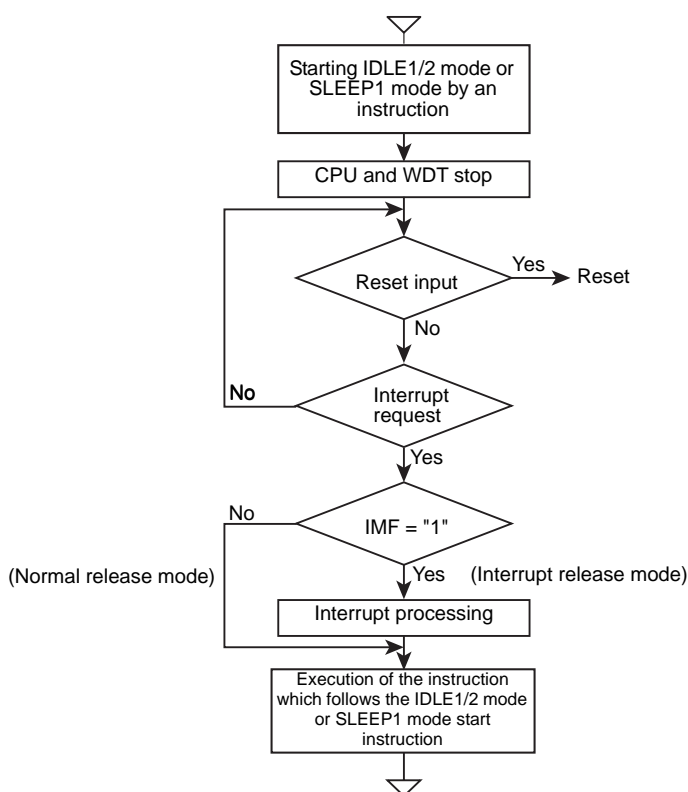 Starting IDLE1/2 mode or
SLEEP1 mode by an
instruction
CPU and WDT stop
Reset input
Yes
Reset
No
Interrupt
request
No
Yes
IMF = "1"
No
(Normal release mode)
Yes
(Interrupt release mode)
Interrupt processing
Execution of the instruction
which follows the IDLE1/2 mode
or SLEEP1 mode start
instruction